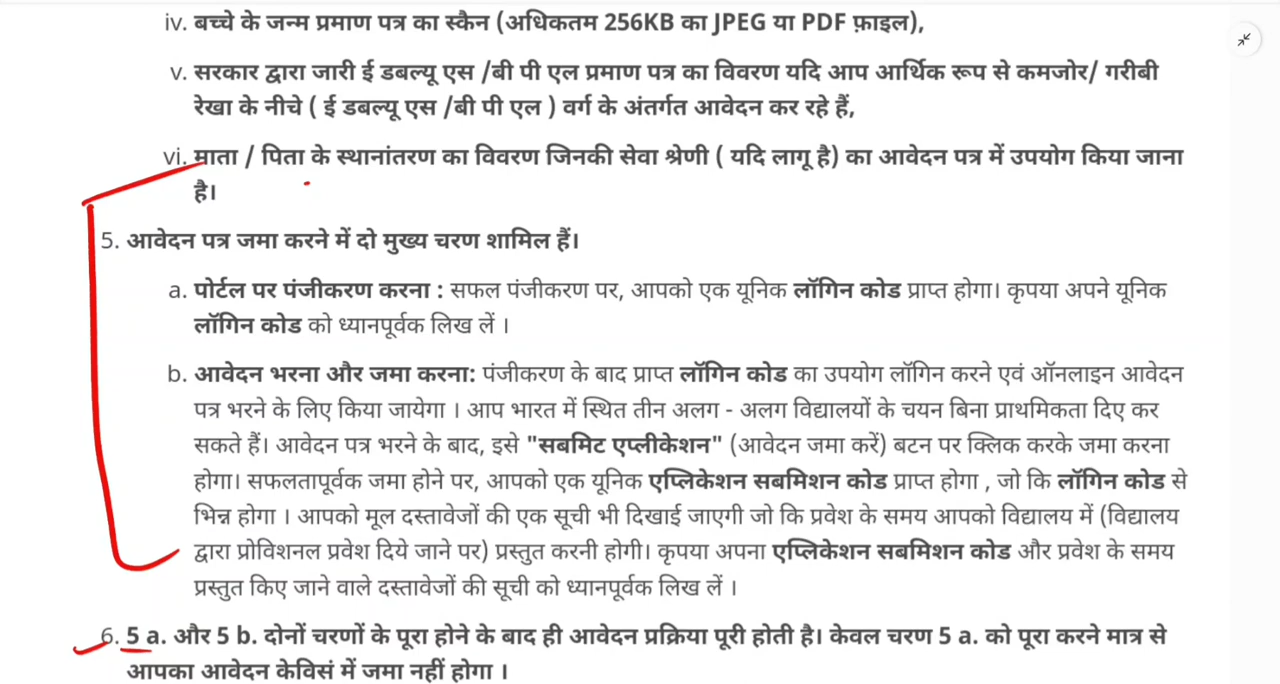 iv. बच्चे के जन्म प्रमाण पत्र का स्कैन (अधिकतम 256KB का JPEG या PDF फ़ाइल),
v. सरकार द्वारा जारी ई डबल्यू एस /बी पी एल प्रमाण पत्र का विवरण यदि आप आर्थिक रूप से कमजोर/ गरीबी
रेखा के नीचे ( ई डबल्यू एस /बी पी एल ) वर्ग के अंतर्गत आवेदन कर रहे हैं,
vi. माता / पिता के स्थानांतरण का विवरण जिनकी सेवा श्रेणी ( यदि लागू है) का आवेदन पत्र में उपयोग किया जाना
है।
5. आवेदन पत्र जमा करने में दो मुख्य चरण शामिल हैं।
a. पोर्टल पर पंजीकरण करना : सफल पंजीकरण पर, आपको एक यूनिक लॉगिन कोड प्राप्त होगा। कृपया अपने यूनिक
लॉगिन कोड को ध्यानपूर्वक लिख लें ।
b. आवेदन भरना और जमा करना: पंजीकरण के बाद प्राप्त लॉगिन कोड का उपयोग लॉगिन करने एवं ऑनलाइन आवेदन
पत्र भरने के लिए किया जायेगा । आप भारत में स्थित तीन अलग - अलग विद्यालयों के चयन बिना प्राथमिकता दिए कर
सकते हैं। आवेदन पत्र भरने के बाद, इसे "सबमिट एप्लीकेशन" (आवेदन जमा करें) बटन पर क्लिक करके जमा करना
होगा। सफलतापूर्वक जमा होने पर, आपको एक यूनिक एप्लिकेशन सबमिशन कोड प्राप्त होगा , जो कि लॉगिन कोड से
भिन्न होगा । आपको मूल दस्तावेजों की एक सूची भी दिखाई जाएगी जो कि प्रवेश के समय आपको विद्यालय में (विद्यालय
द्वारा प्रोविशनल प्रवेश दिये जाने पर) प्रस्तुत करनी होगी। कृपया अपना एप्लिकेशन सबमिशन कोड और प्रवेश के समय
प्रस्तुत किए जाने वाले दस्तावेजों की सूची को ध्यानपूर्वक लिख लें ।
6. 5 a. और 5 b. दोनों चरणों के पूरा होने के बाद ही आवेदन प्रक्रिया पूरी होती है। केवल चरण 5 a. को पूरा करने मात्र से
आपका आवेदन केविसं में जमा नहीं होगा ।